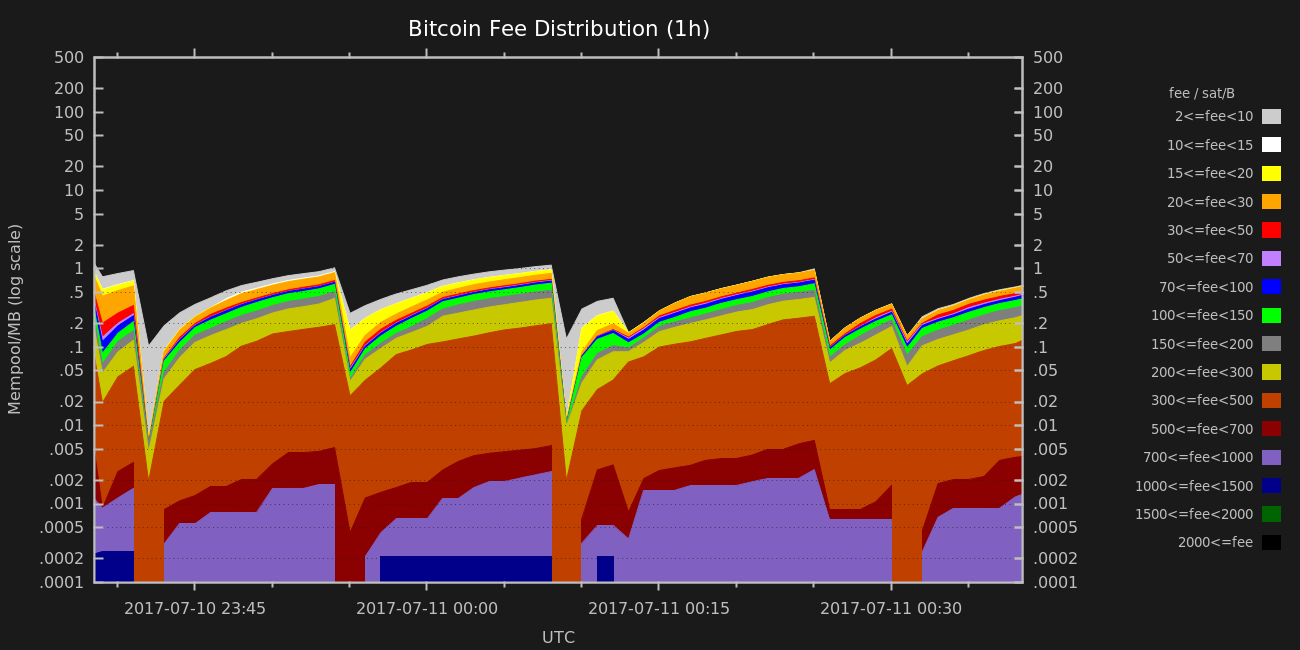 Bitcoin Fee Distribution (1h)
Mempool/MB (log scale)
500
200
100
50
20
10
5
2
1
.5
.2
.1
.05
.02
.01
.005
.002
.001
.0005
.0002
.0001
500
200
100
50
20
10
5
2
1
.5
.2
.1
.05
.02
.01
.005
.002
.001
.0005
.0002
.0001
2017-07-10 23:45
2017-07-11 00:00
2017-07-11 00:15
2017-07-11 00:30
UTC
fee / sat/B
2<=fee<10
10<=fee<15
15<=fee<20
20<=fee<30
30<=fee<50
50<=fee<70
70<=fee<100
100<=fee<150
150<=fee<200
200<=fee<300
300<=fee<500
500<=fee<700
700<=fee<1000
1000<=fee<1500
1500<=fee<2000
2000<=fee